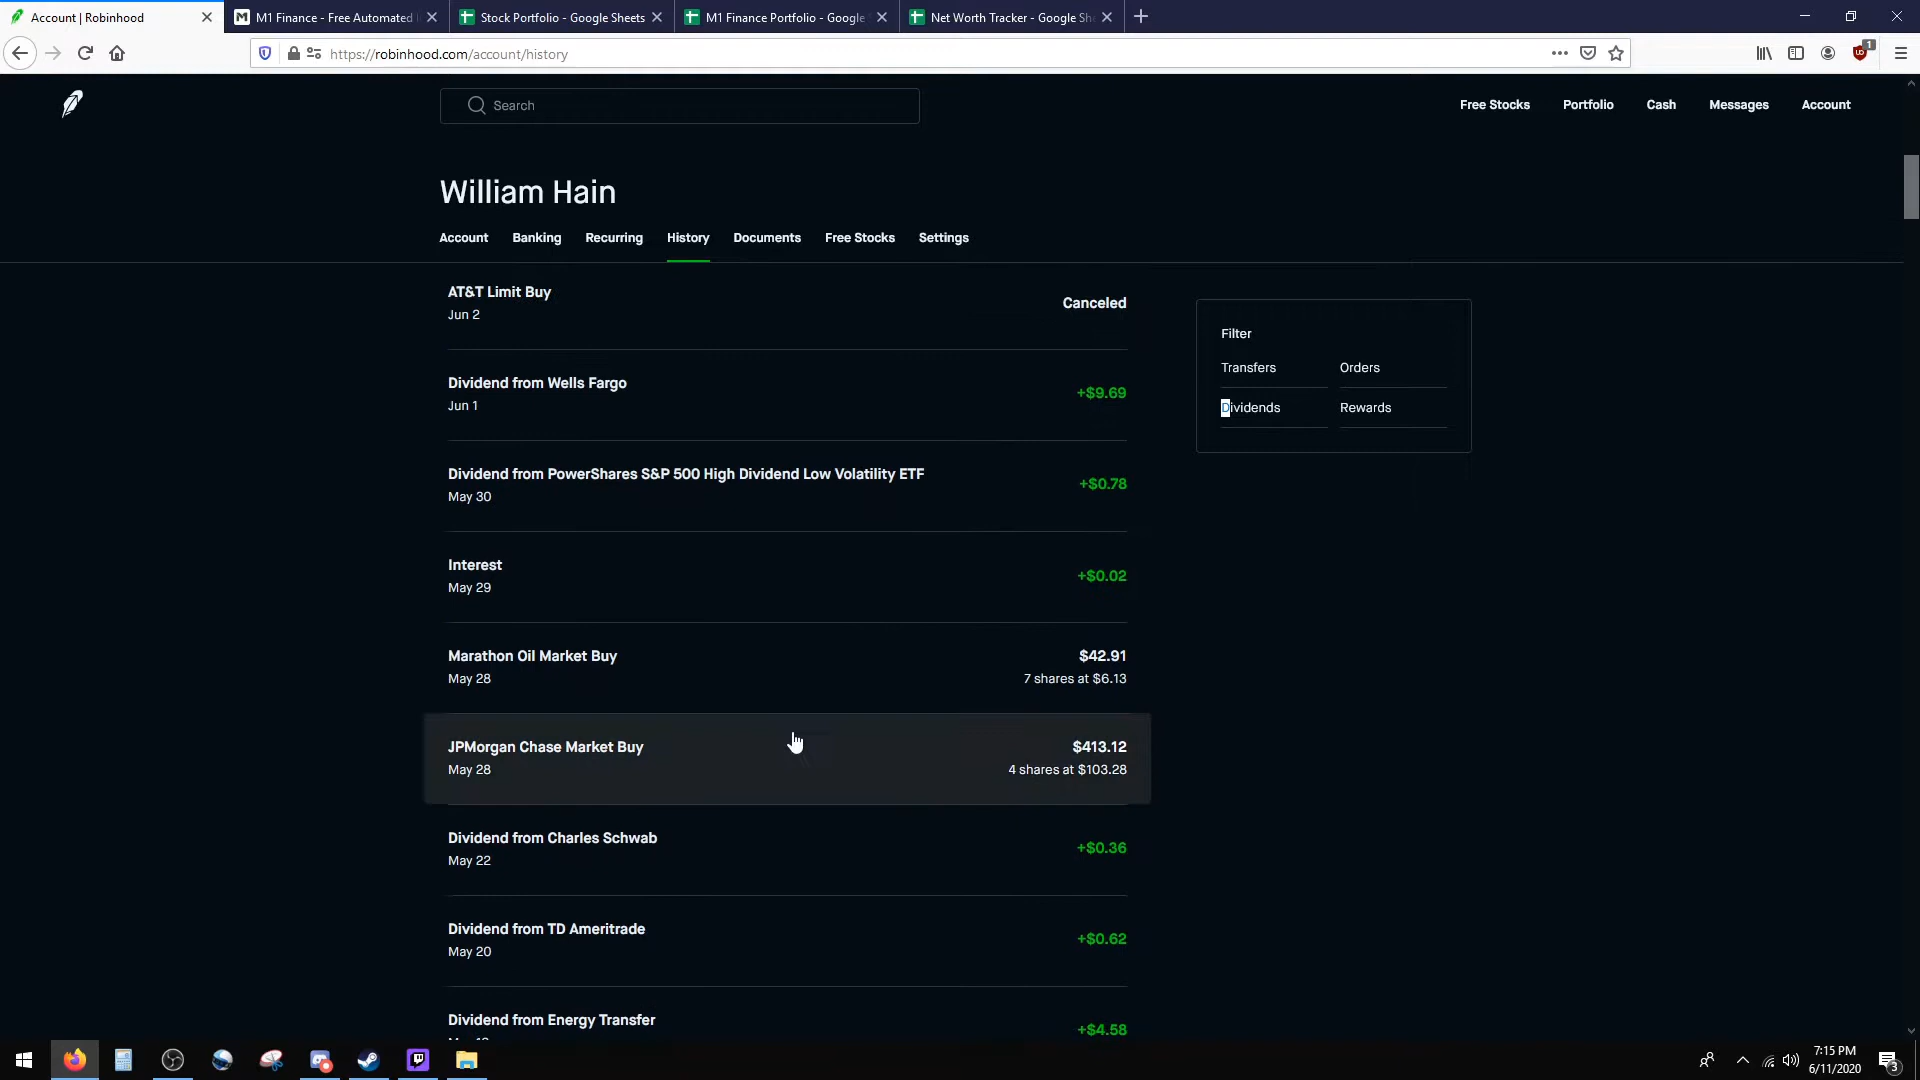 Account | Robinhood
M1 Finance - Free Automated
Stock Portfolio - Google Sheets
M1 Finance Portfolio - Google
Net Worth Tracker - Google She
https://robinhood.com/account/history
1
Search
Free Stocks Portfolio Cash Messages Account
William Hain
Account Banking Recurring History Documents Free Stocks Settings
AT&T Limit Buy
Jun 2
Canceled
Dividend from Wells Fargo
Jun 1
+$9.69
Dividend from PowerShares S&P 500 High Dividend Low Volatility ETF
May 30
+$0.78
Interest
May 29
+$0.02
Marathon Oil Market Buy
May 28
$42.91
7 shares at $6.13
JPMorgan Chase Market Buy
May 28
$413.12
4 shares at $103.28
Dividend from Charles Schwab
May 22
+$0.36
Dividend from TD Ameritrade
May 20
+$0.62
Dividend from Energy Transfer
+$4.58
Filter
Transfers Orders
Dividends Rewards
7:15 PM
6/11/2020
3